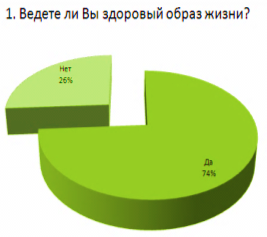 1. Ведете ли Вы здоровый образ жизни?
Нет
26%
Да
74%